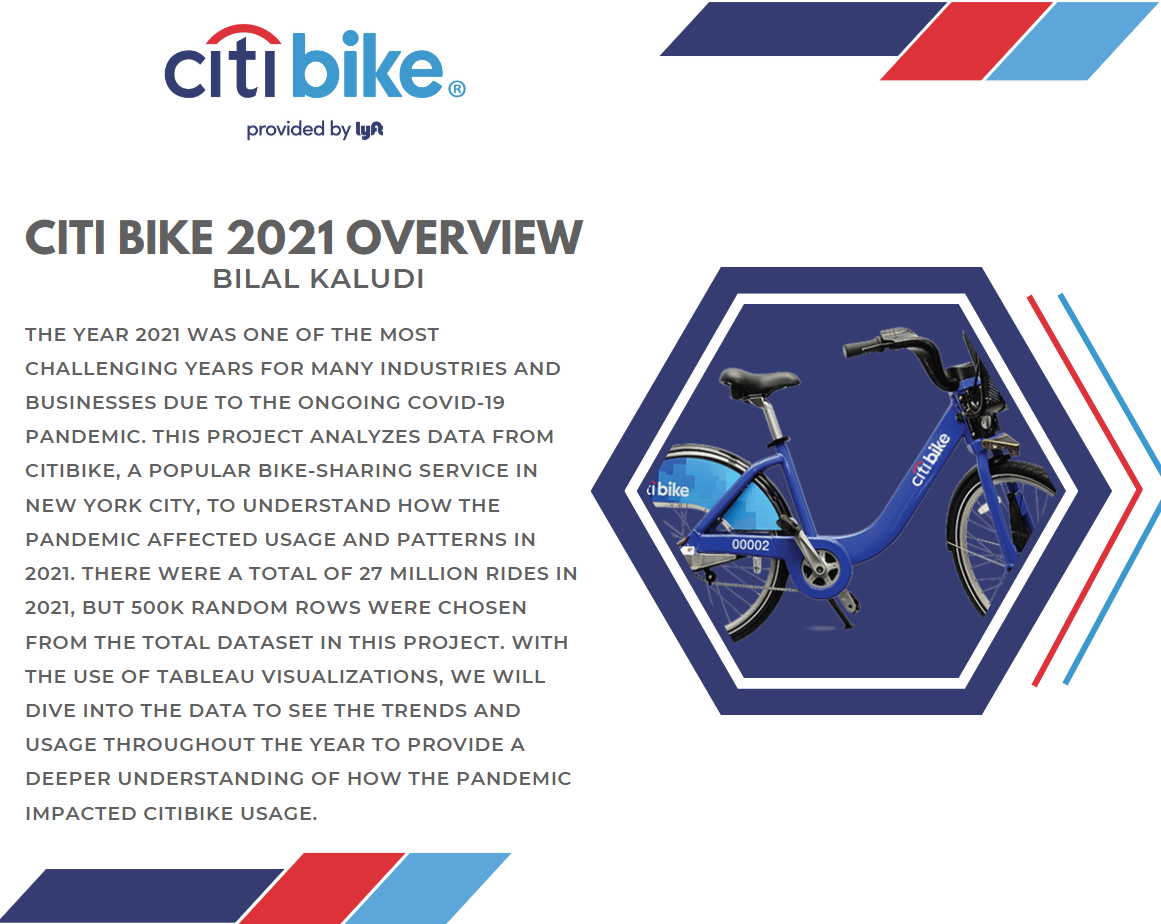 citi bike®
provided by lyft
CITI BIKE 2021 OVERVIEW
BILAL KALUDI
THE YEAR 2021 WAS ONE OF THE MOST
CHALLENGING YEARS FOR MANY INDUSTRIES AND
BUSINESSES DUE TO THE ONGOING COVID-19
PANDEMIC. THIS PROJECT ANALYZES DATA FROM
CITIBIKE, A POPULAR BIKE-SHARING SERVICE IN
NEW YORK CITY, TO UNDERSTAND HOW THE
PANDEMIC AFFECTED USAGE AND PATTERNS IN
2021. THERE WERE A TOTAL OF 27 MILLION RIDES IN
2021, BUT 500K RANDOM ROWS WERE CHOSEN
FROM THE TOTAL DATASET IN THIS PROJECT. WITH
THE USE OF TABLEAU VISUALIZATIONS, WE WILL
DIVE INTO THE DATA TO SEE THE TRENDS AND
USAGE THROUGHOUT THE YEAR TO PROVIDE A
DEEPER UNDERSTANDING OF HOW THE PANDEMIC
IMPACTED CITIBIKE USAGE.
citi bike
ti bike
00002